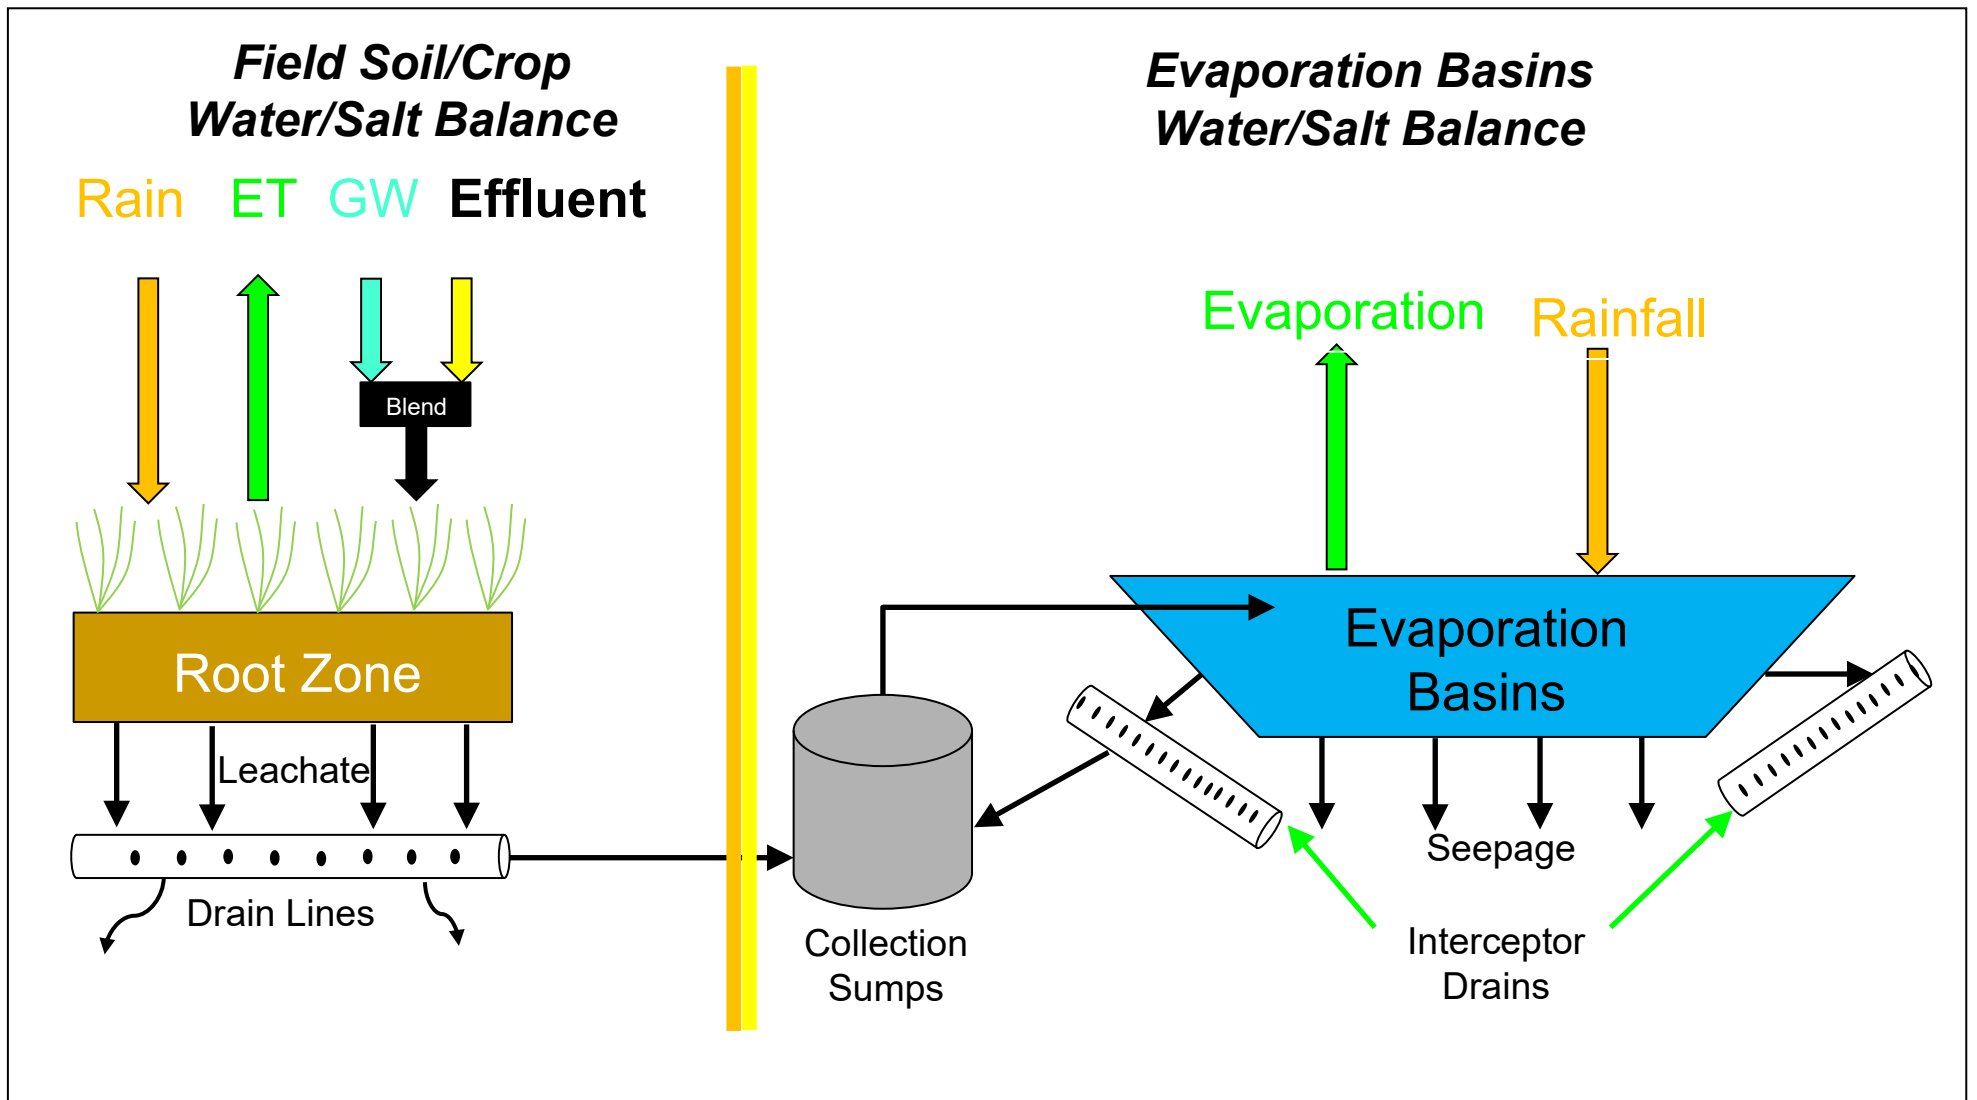 Field Soil/Crop
Water/Salt Balance
Rain ET GW Effluent
Blend
Root Zone
Leachate
Drain Lines
Evaporation Basins
Water/Salt Balance
Evaporation Rainfall
Evaporation
Basins
Seepage
Collection
Sumps
Interceptor
Drains